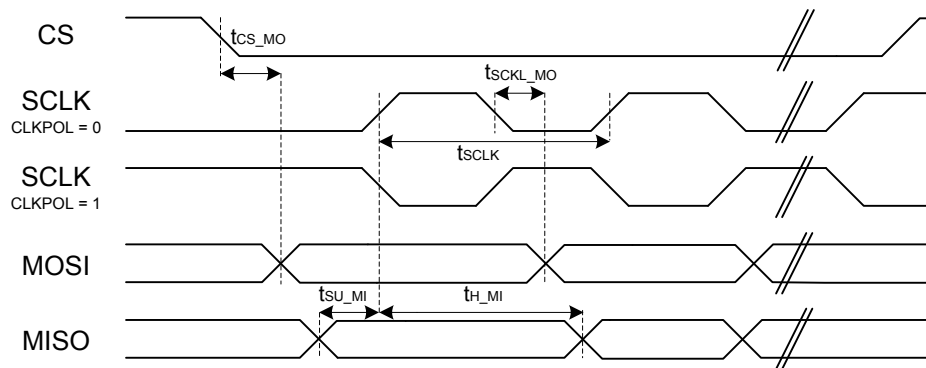 CS
tCS_MO
tSCKL_MO
SCLK
CLKPOL = 0
tSCLK
SCLK
CLKPOL = 1
MOSI
tSU_MI
tH_MI
MISO